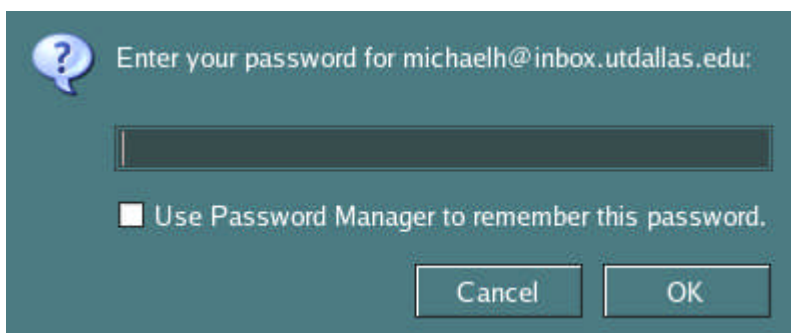 Enter your password for michaelh@inbox.utdallas.edu:
Use Password Manager to remember this password.
Cancel OK